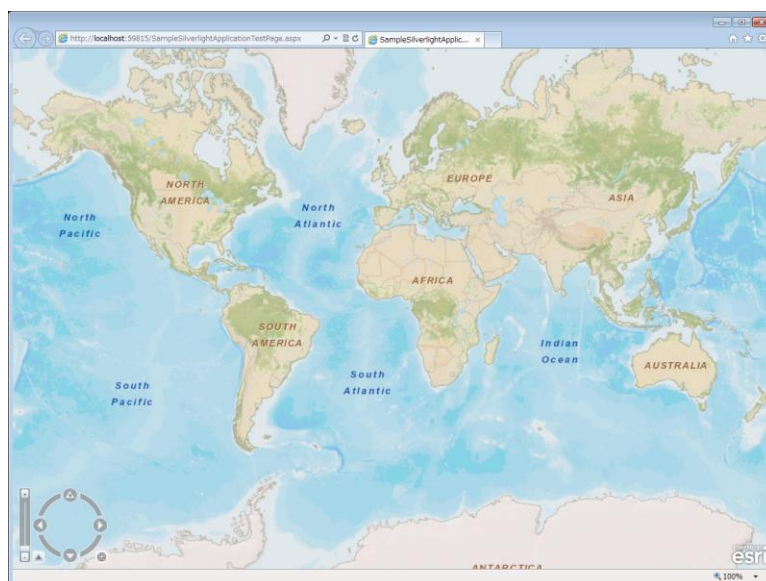 http://localhost:59815/SampleSilverlightApplicationTestPage.aspx
SampleSilverlightApplic...
NORTH
AMERICA
EUROPE
ASIA
North
Pacific
North
Atlantic
AFRICA
SOUTH
AMERICA
Indian
Ocean
AUSTRALIA
South
Pacific
South
Atlantic
ANTARCTICA
esri
100%